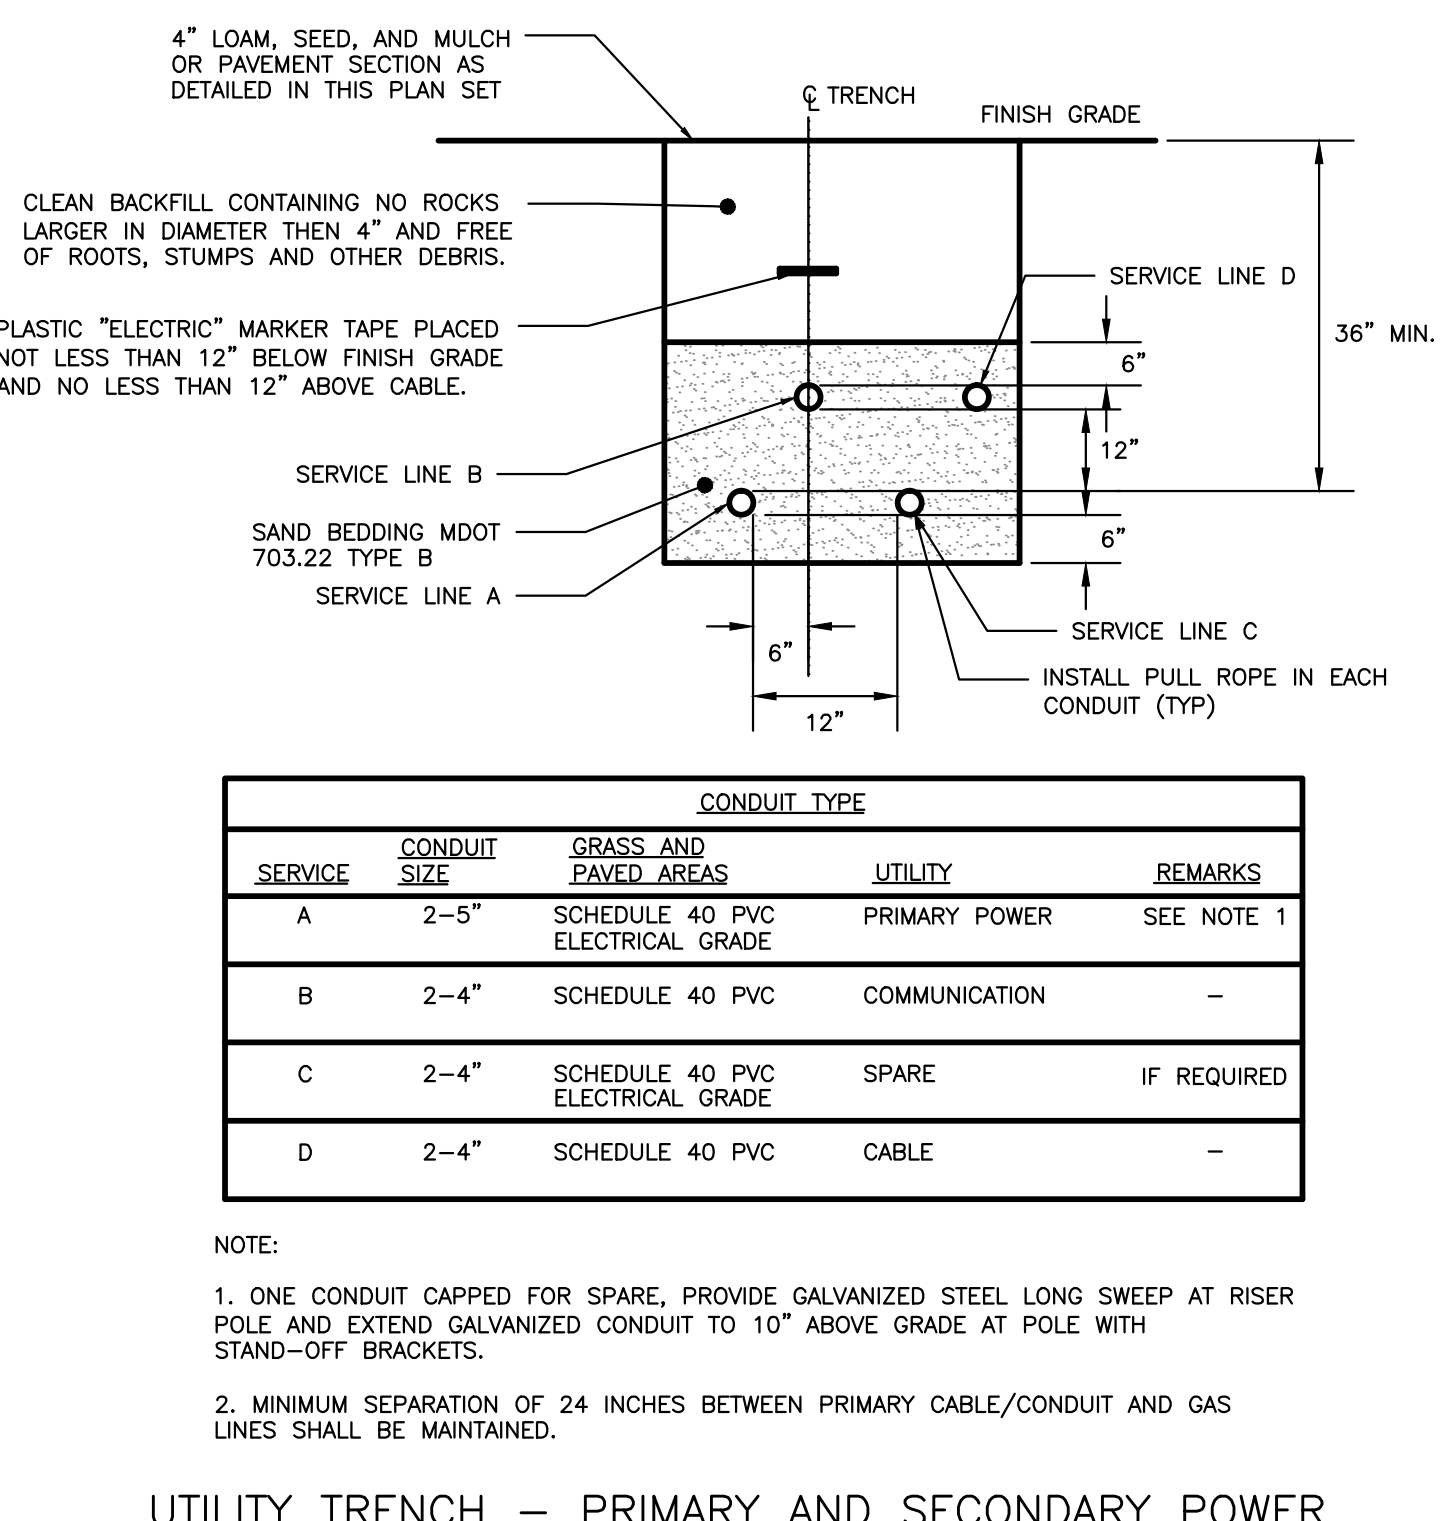 4” LOAM, SEED, AND MULCH
OR PAVEMENT SECTION AS
DETAILED IN THIS PLAN SET
℄ TRENCH
FINISH GRADE
CLEAN BACKFILL CONTAINING NO ROCKS
LARGER IN DIAMETER THEN 4” AND FREE
OF ROOTS, STUMPS AND OTHER DEBRIS.
SERVICE LINE D
PLASTIC ”ELECTRIC” MARKER TAPE PLACED
NOT LESS THAN 12” BELOW FINISH GRADE
AND NO LESS THAN 12” ABOVE CABLE.
36” MIN.
6”
12”
SERVICE LINE B
SAND BEDDING MDOT
703.22 TYPE B
6”
SERVICE LINE A
SERVICE LINE C
6”
INSTALL PULL ROPE IN EACH
CONDUIT (TYP)
12”
CONDUIT TYPE
SERVICE
CONDUIT
SIZE
GRASS AND
PAVED AREAS
UTILITY
REMARKS
A
2–5”
SCHEDULE 40 PVC
ELECTRICAL GRADE
PRIMARY POWER
SEE NOTE 1
B
2–4”
SCHEDULE 40 PVC
COMMUNICATION
–
C
2–4”
SCHEDULE 40 PVC
ELECTRICAL GRADE
SPARE
IF REQUIRED
D
2–4”
SCHEDULE 40 PVC
CABLE
–
NOTE:
1. ONE CONDUIT CAPPED FOR SPARE, PROVIDE GALVANIZED STEEL LONG SWEEP AT RISER
POLE AND EXTEND GALVANIZED CONDUIT TO 10” ABOVE GRADE AT POLE WITH
STAND–OFF BRACKETS.
2. MINIMUM SEPARATION OF 24 INCHES BETWEEN PRIMARY CABLE/CONDUIT AND GAS
LINES SHALL BE MAINTAINED.
UTILITY TRENCH – PRIMARY AND SECONDARY POWER